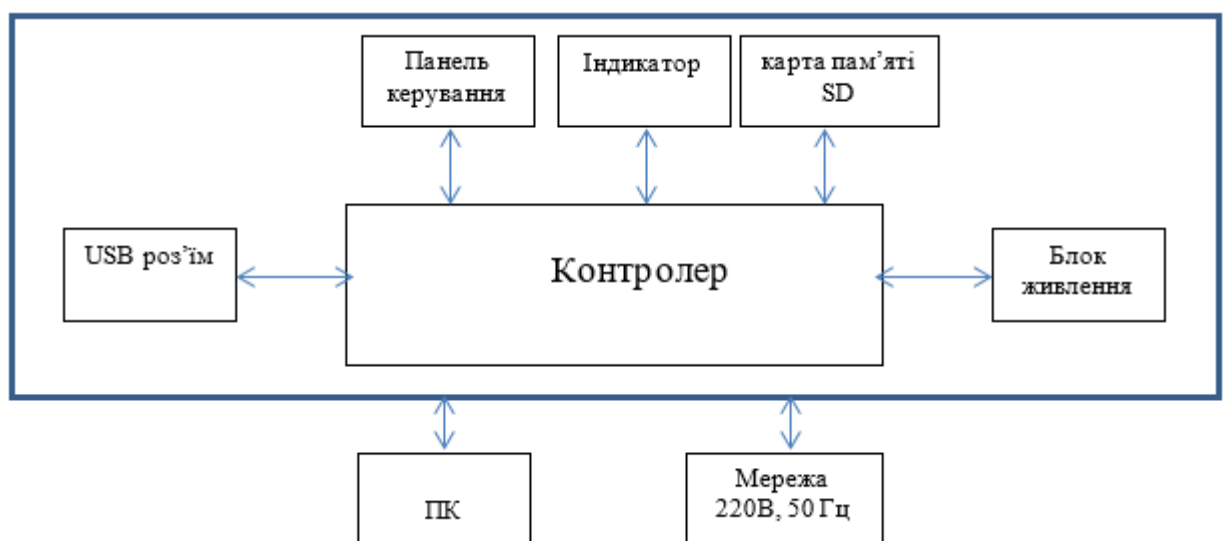 Панель
керування
Індикатор
карта пам’яті
SD
USB роз’їм
Контролер
Блок
живлення
ПК
Мережа
220В, 50 Гц